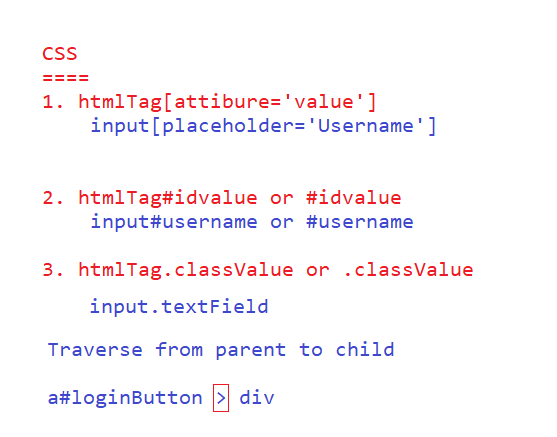 CSS
====
1. htmlTag[attibure='value']
input[placeholder='Username']
2. htmlTag#idvalue or #idvalue
input#username or #username
3. htmlTag.classValue or .classValue
input.textField
Traverse from parent to child
a#loginButton > div